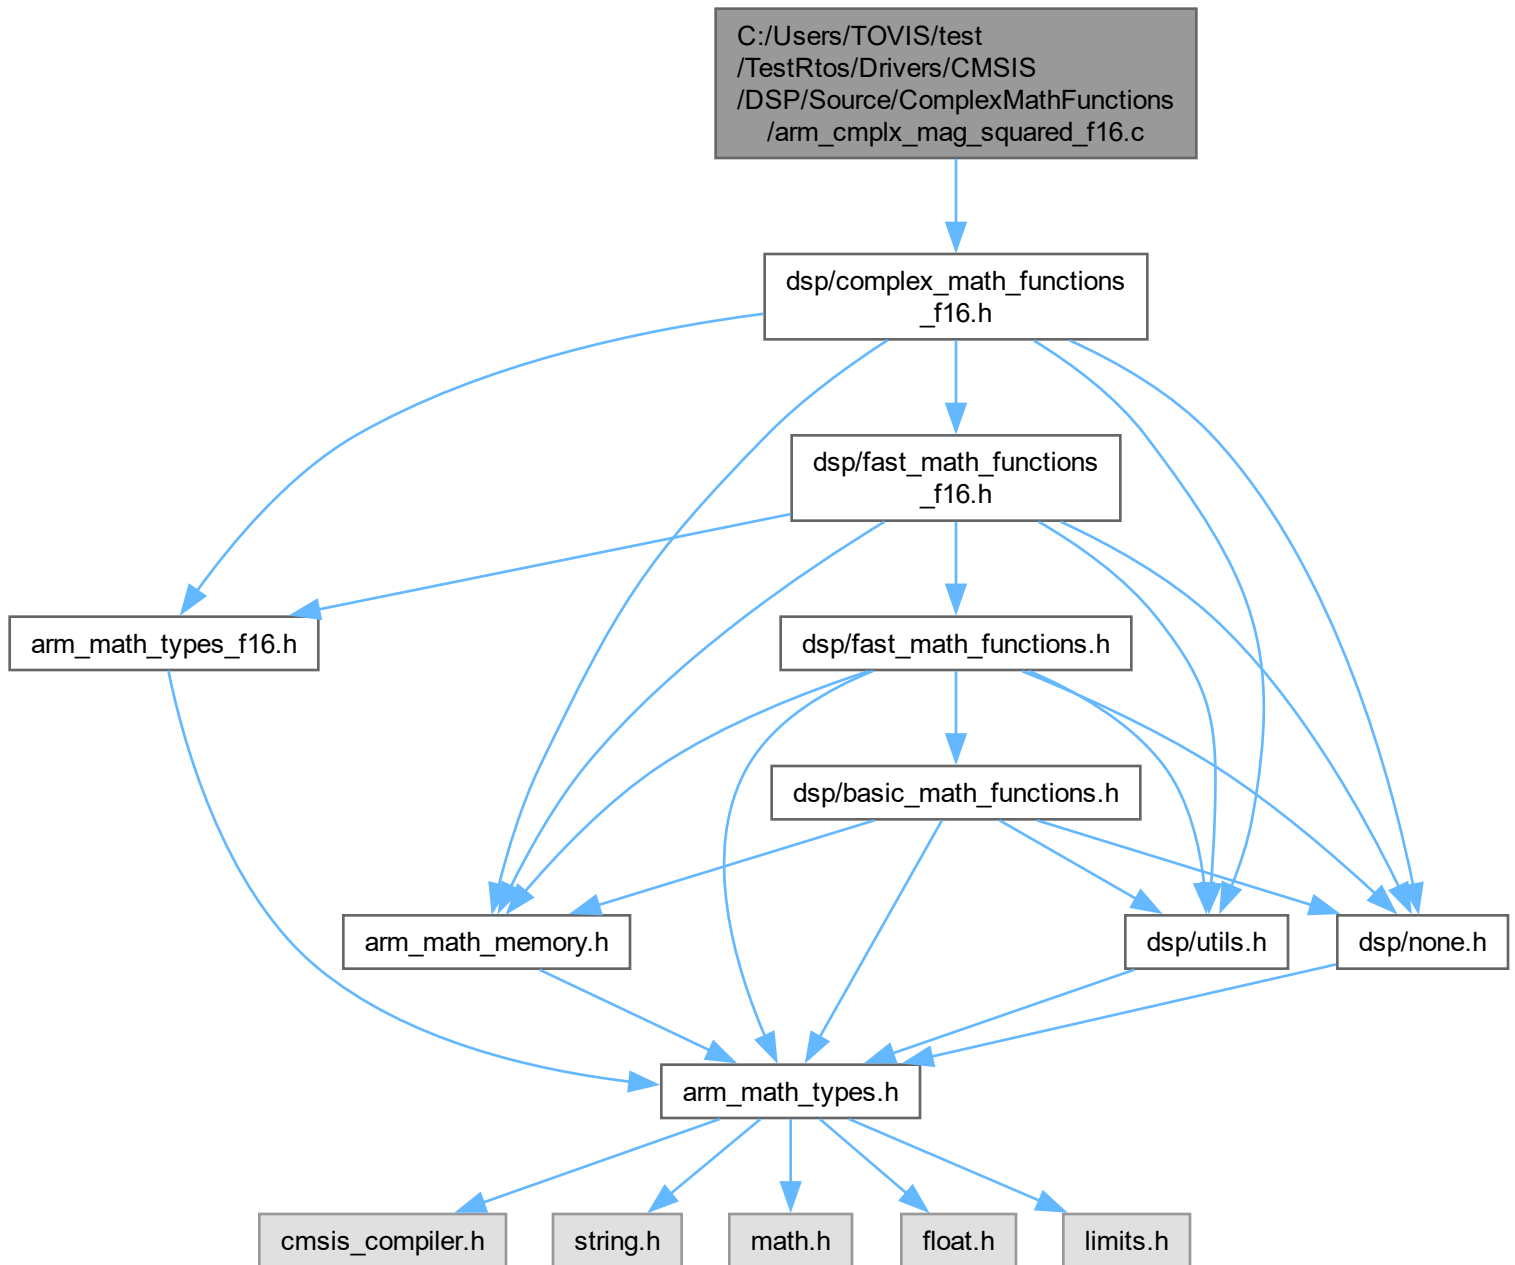 C:/Users/TOVIS/test
/TestRtos/Drivers/CMSIS
/DSP/Source/ComplexMathFunctions
/arm_cmplx_mag_squared_f16.c
dsp/complex_math_functions
_f16.h
dsp/fast_math_functions
_f16.h
arm_math_types_f16.h
dsp/fast_math_functions.h
dsp/basic_math_functions.h
arm_math_memory.h
dsp/utils.h
dsp/none.h
arm_math_types.h
cmsis_compiler.h
string.h
math.h
float.h
limits.h